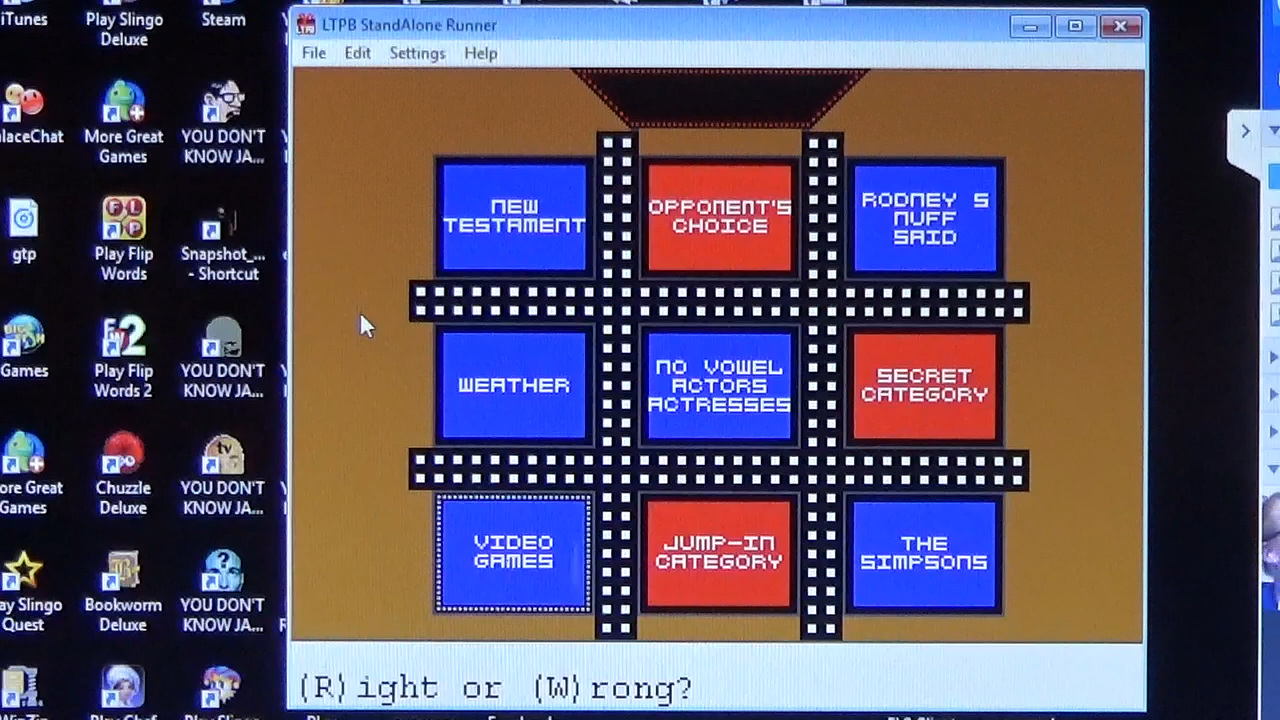 iTunes
Play Slingo
Deluxe
Steam
LTPB StandAlone Runner
File Edit Settings Help
alaceChat
More Great
Games
YOU DON'T
KNOW JA...
NEW
TESTAMENT
OPPONENT'S
CHOICE
RODNEY S
NUFF
SAID
gtp
Play Flip
Words
Snapshot_...
- Shortcut
Games
Play Flip
Words 2
YOU DON'T
KNOW JA...
WEATHER
NO VOWEL
ACTORS
ACTRESSES
SECRET
CATEGORY
ore Great
Games
Chuzzle
Deluxe
YOU DON'T
KNOW JA...
VIDEO
GAMES
JUMP-IN
CATEGORY
THE
SIMPSONS
ay Slingo
Quest
Bookworm
Deluxe
YOU DON'T
KNOW JA...
(R)ight or (W)rong?